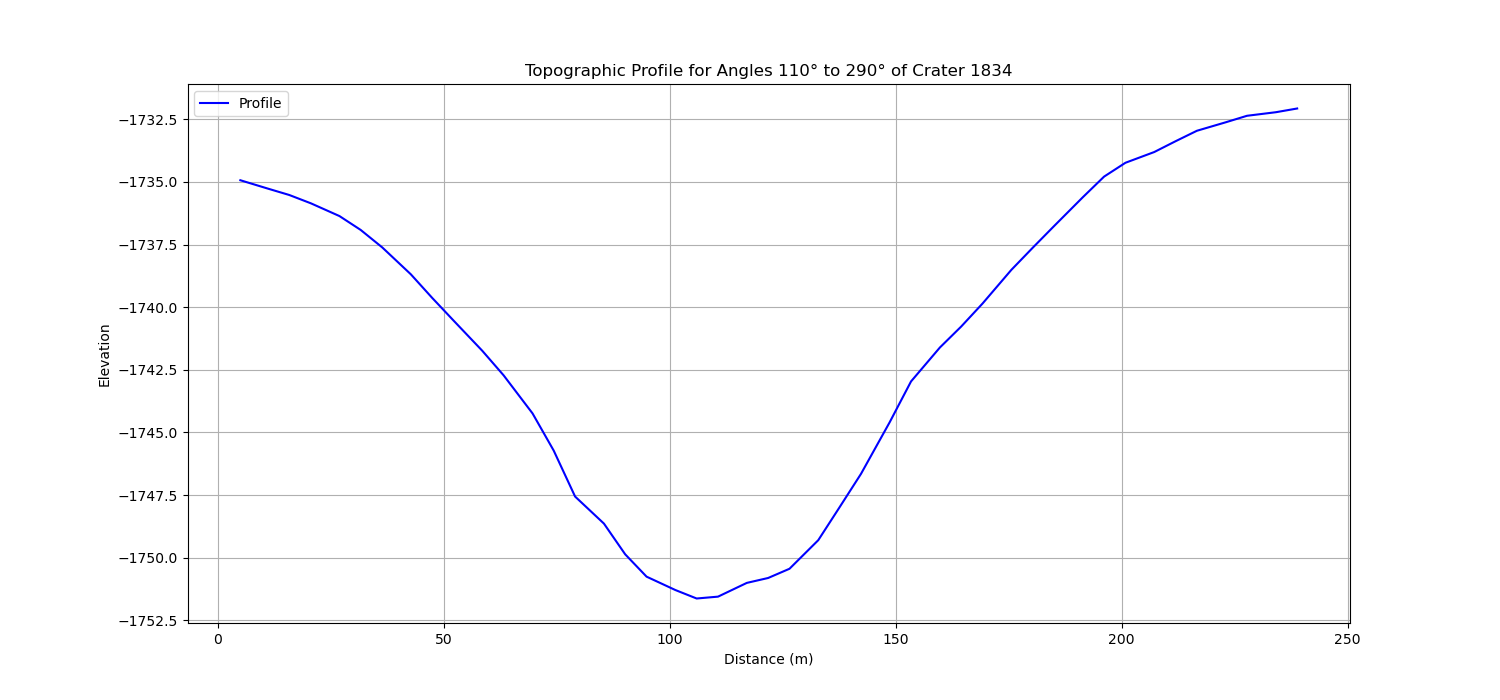 Topographic Profile for Angles 110° to 290° of Crater 1834
Profile
−1732.5
−1735.0
−1737.5
−1740.0
−1742.5
−1745.0
−1747.5
−1750.0
−1752.5
Elevation
0 50 100 150 200 250
Distance (m)